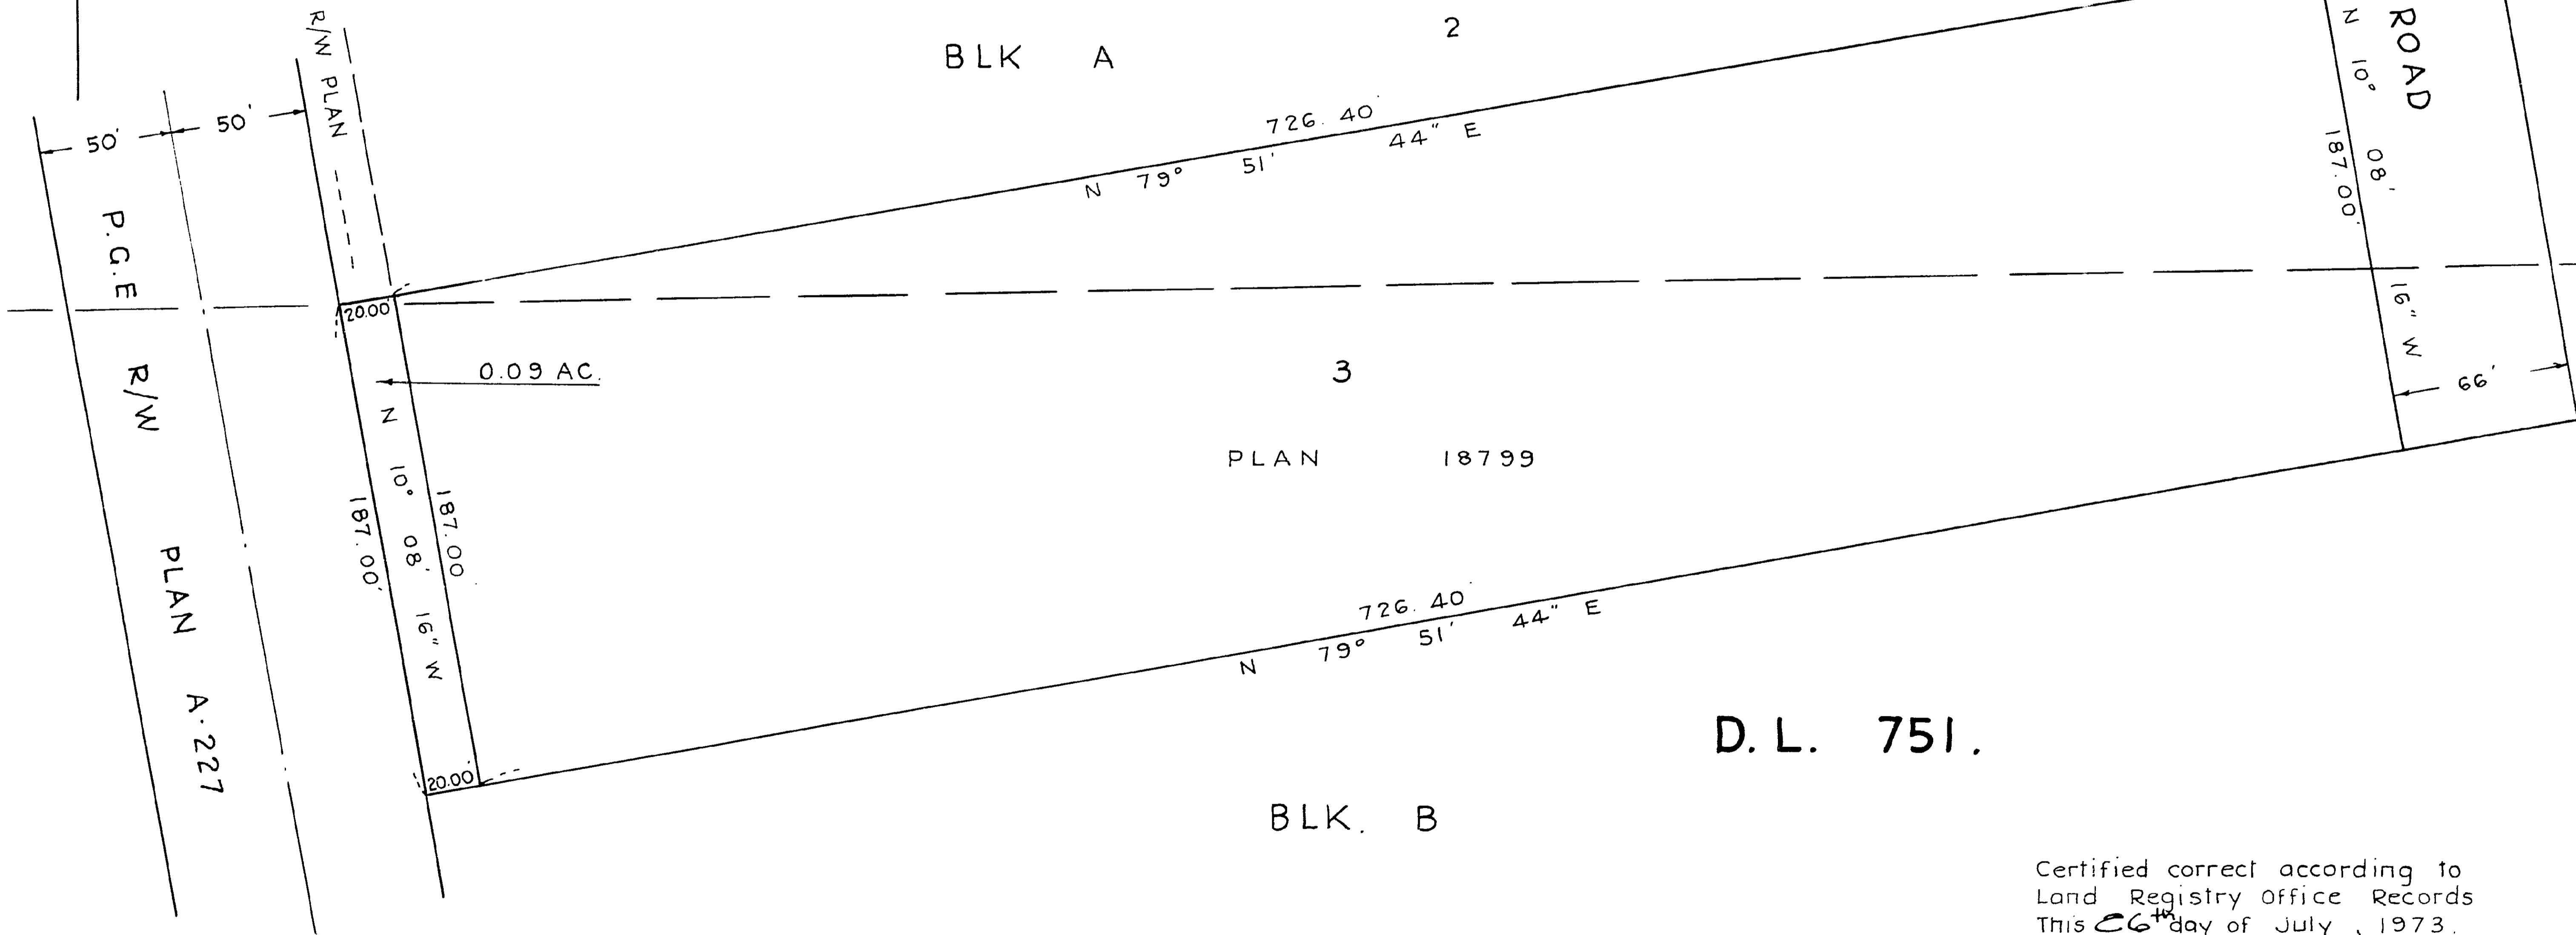 R/W PLAN
BLK A
2
ROAD
N 10° 08' 16" W
187.00'
50'
50'
726.40'
N 79° 51' 44" E
P.G.E R/W PLAN A·227
20.00'
0.09 AC.
3
66'
PLAN 18799
N 10° 08' 16" W
187.00'
187.00'
726.40'
N 79° 51' 44" E
D.L. 751.
20.00'
BLK. B
Certified correct according to
Land Registry Office Records
This 26th day of July, 1973.